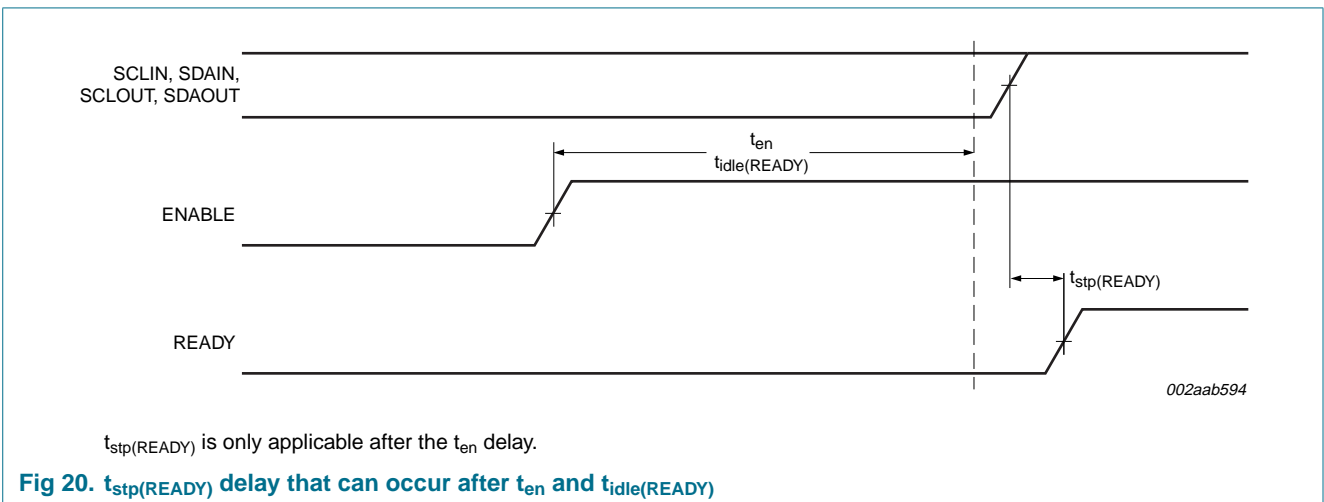 SCLIN, SDAIN,
SCLOUT, SDAOUT
ten
tidle(READY)
ENABLE
tstp(READY)
READY
002aab594
tstp(READY) is only applicable after the ten delay.
Fig 20. tstp(READY) delay that can occur after ten and tidle(READY)